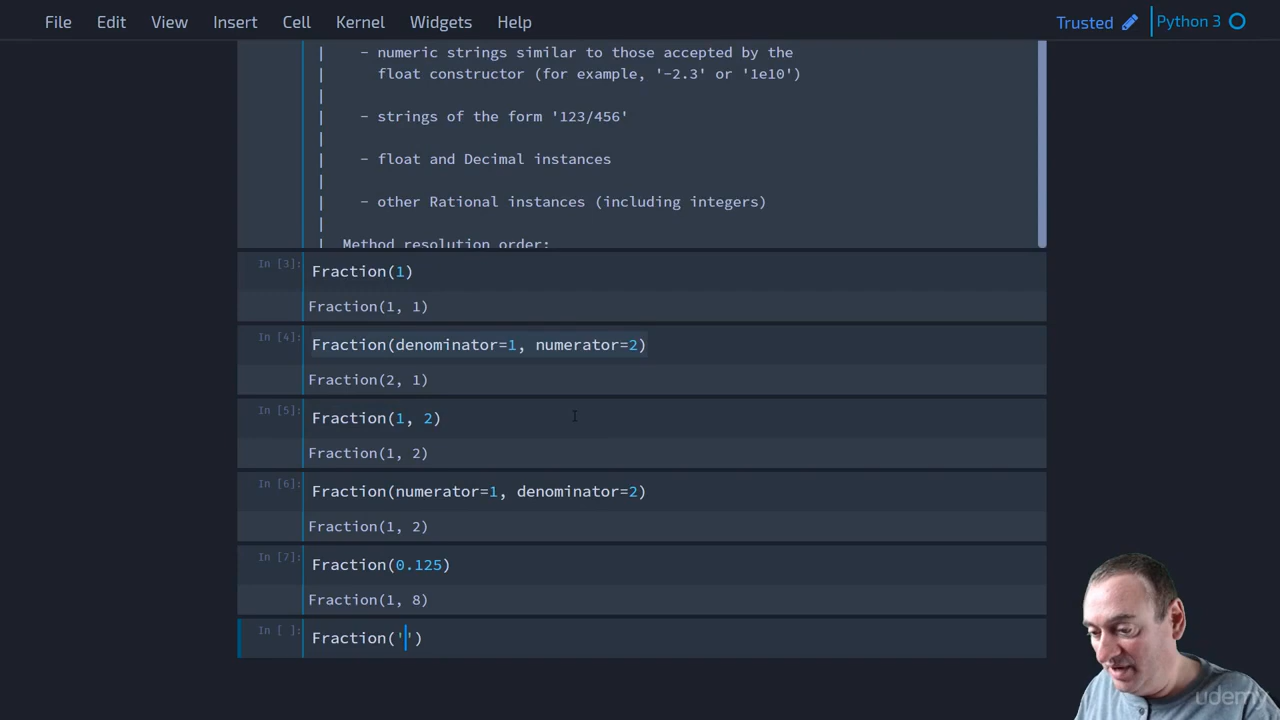 File Edit View Insert Cell Kernel Widgets Help Trusted Python 3
| - numeric strings similar to those accepted by the
| float constructor (for example, '-2.3' or '1e10')
|
| - strings of the form '123/456'
|
| - float and Decimal instances
|
| - other Rational instances (including integers)
|
| Method resolution order:
In [3]: Fraction(1)
Fraction(1, 1)
In [4]: Fraction(denominator=1, numerator=2)
Fraction(2, 1)
In [5]: Fraction(1, 2)
Fraction(1, 2)
In [6]: Fraction(numerator=1, denominator=2)
Fraction(1, 2)
In [7]: Fraction(0.125)
Fraction(1, 8)
In [ ]: Fraction('')
udemy